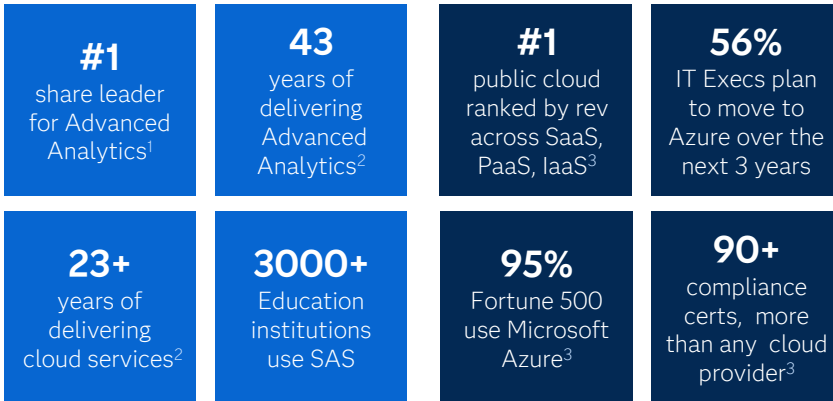 #1
share leader
for Advanced
Analytics1
43
years of
delivering
Advanced
Analytics2
#1
public cloud
ranked by rev
across SaaS,
PaaS, IaaS3
56%
IT Execs plan
to move to
Azure over the
next 3 years
23+
years of
delivering
cloud services2
3000+
Education
institutions
use SAS
95%
Fortune 500
use Microsoft
Azure3
90+
compliance
certs, more
than any cloud
provider3